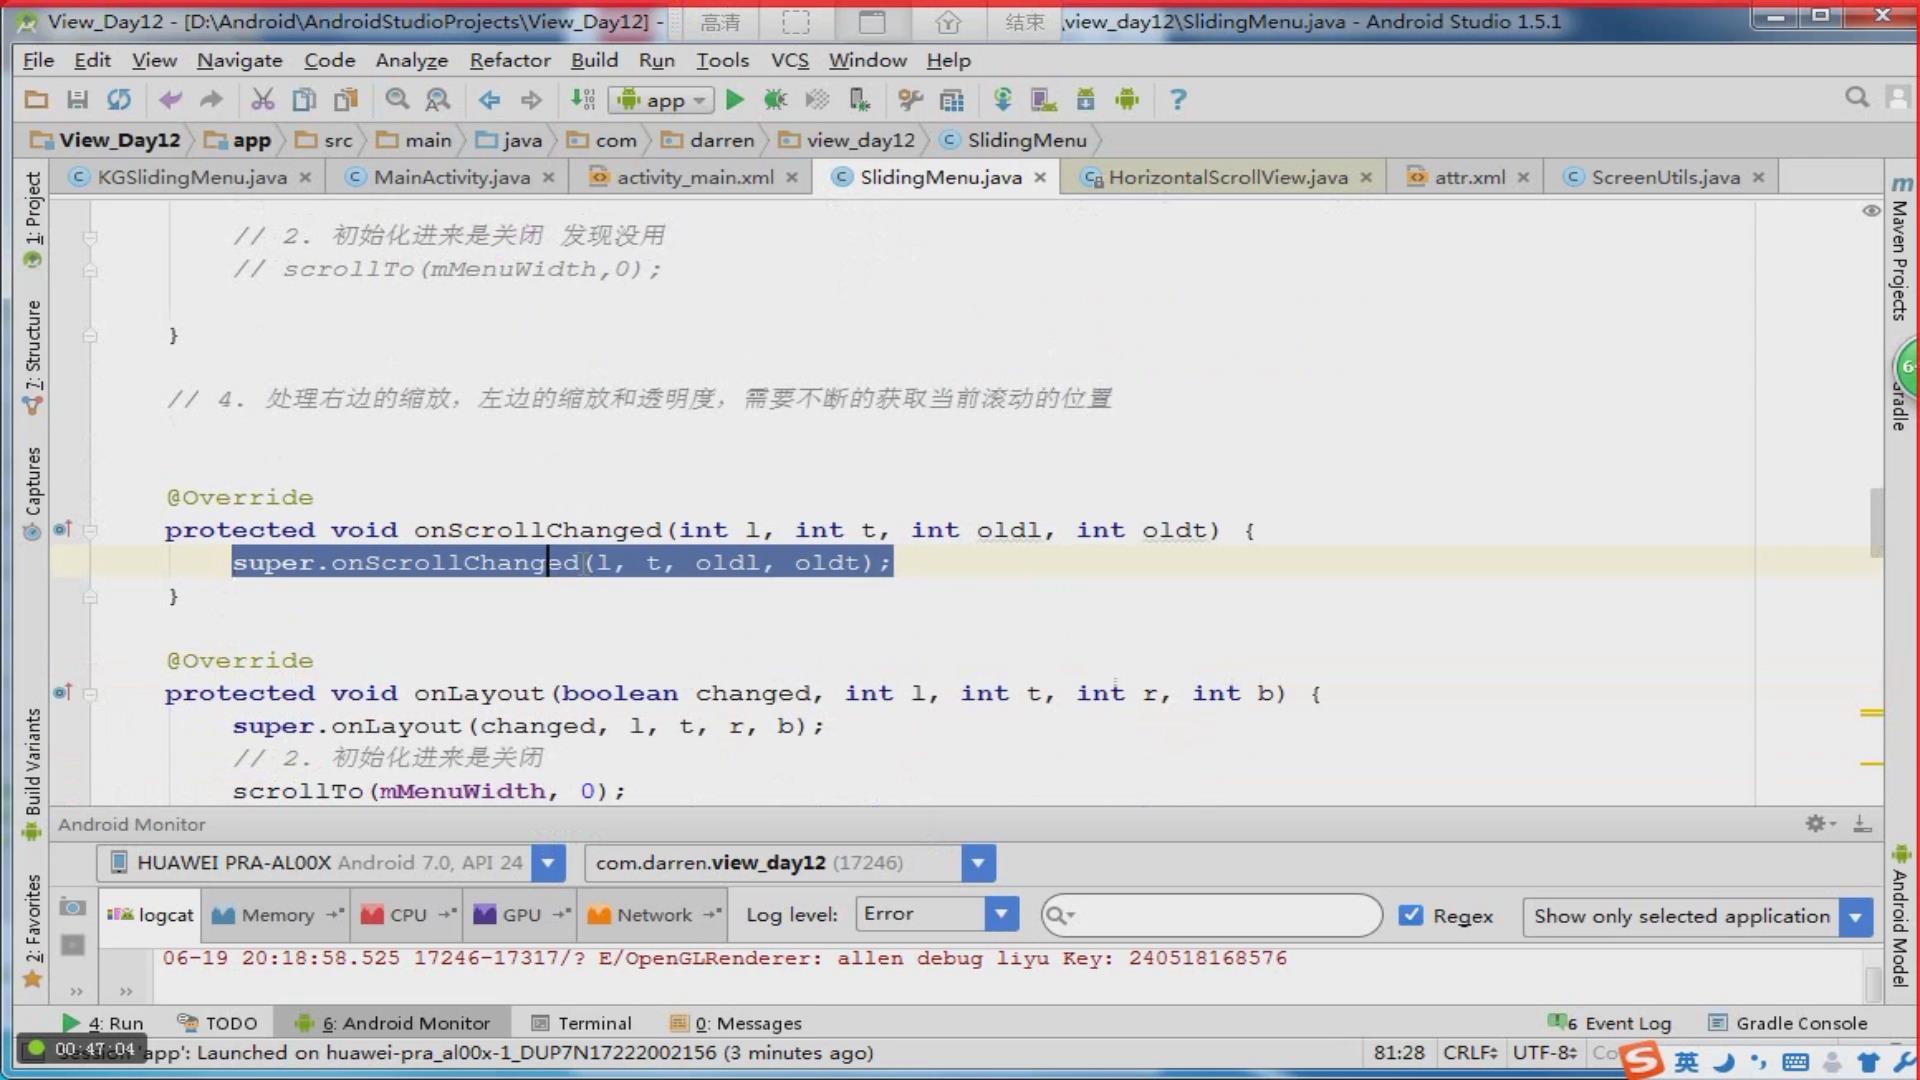 View_Day12 - [D:\Android\AndroidStudioProjects\View_Day12] - 高清 结束 .view_day12\SlidingMenu.java - Android Studio 1.5.1
File Edit View Navigate Code Analyze Refactor Build Run Tools VCS Window Help
app
View_Day12 app src main java com darren view_day12 SlidingMenu
KGSlidingMenu.java MainActivity.java activity_main.xml SlidingMenu.java HorizontalScrollView.java attr.xml ScreenUtils.java
1: Project
7: Structure
Captures
Build Variants
2: Favorites
// 2. 初始化进来是关闭 发现没用
// scrollTo(mMenuWidth,0);
}
// 4. 处理右边的缩放，左边的缩放和透明度，需要不断的获取当前滚动的位置
@Override
protected void onScrollChanged(int l, int t, int oldl, int oldt) {
super.onScrollChanged(l, t, oldl, oldt);
}
@Override
protected void onLayout(boolean changed, int l, int t, int r, int b) {
super.onLayout(changed, l, t, r, b);
// 2. 初始化进来是关闭
scrollTo(mMenuWidth, 0);
Maven Projects
6
Android Model
Android Monitor
HUAWEI PRA-AL00X Android 7.0, API 24 com.darren.view_day12 (17246)
logcat Memory CPU GPU Network Log level: Error Regex Show only selected application
06-19 20:18:58.525 17246-17317/? E/OpenGLRenderer: allen debug liyu Key: 240518168576
4: Run TODO 6: Android Monitor Terminal 0: Messages 6 Event Log Gradle Console
00:47:04 'app': Launched on huawei-pra_al00x-1_DUP7N17222002156 (3 minutes ago) 81:28 CRLF UTF-8 英